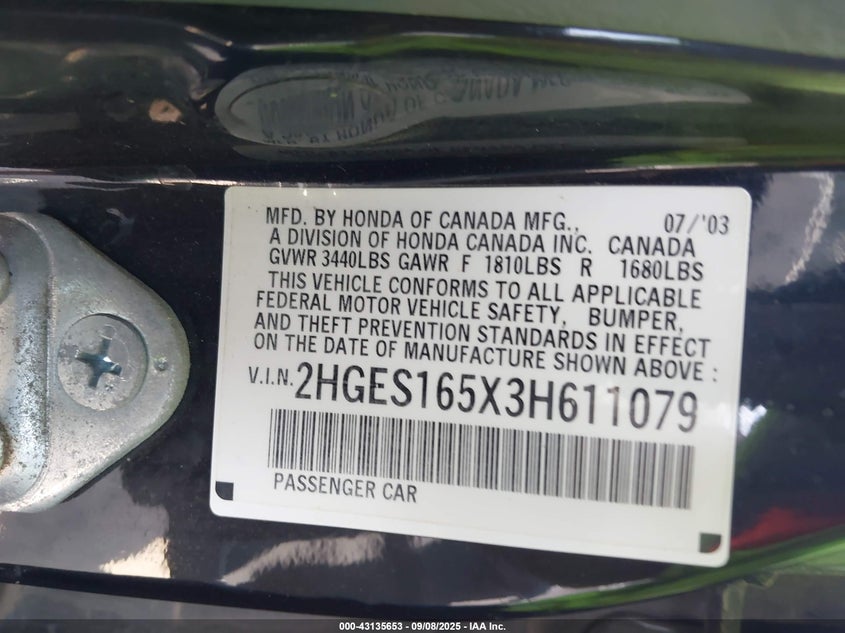 MFD. BY HONDA OF CANADA MFG., 07/'03
A DIVISION OF HONDA CANADA INC. CANADA
GVWR 3440LBS GAWR F 1810LBS R 1680LBS
THIS VEHICLE CONFORMS TO ALL APPLICABLE
FEDERAL MOTOR VEHICLE SAFETY, BUMPER,
AND THEFT PREVENTION STANDARDS IN EFFECT
ON THE DATE OF MANUFACTURE SHOWN ABOVE :
V.I.N. 2HGES165X3H611079
PASSENGER CAR
000-43135653 - 09/08/2025 - IAA Inc.